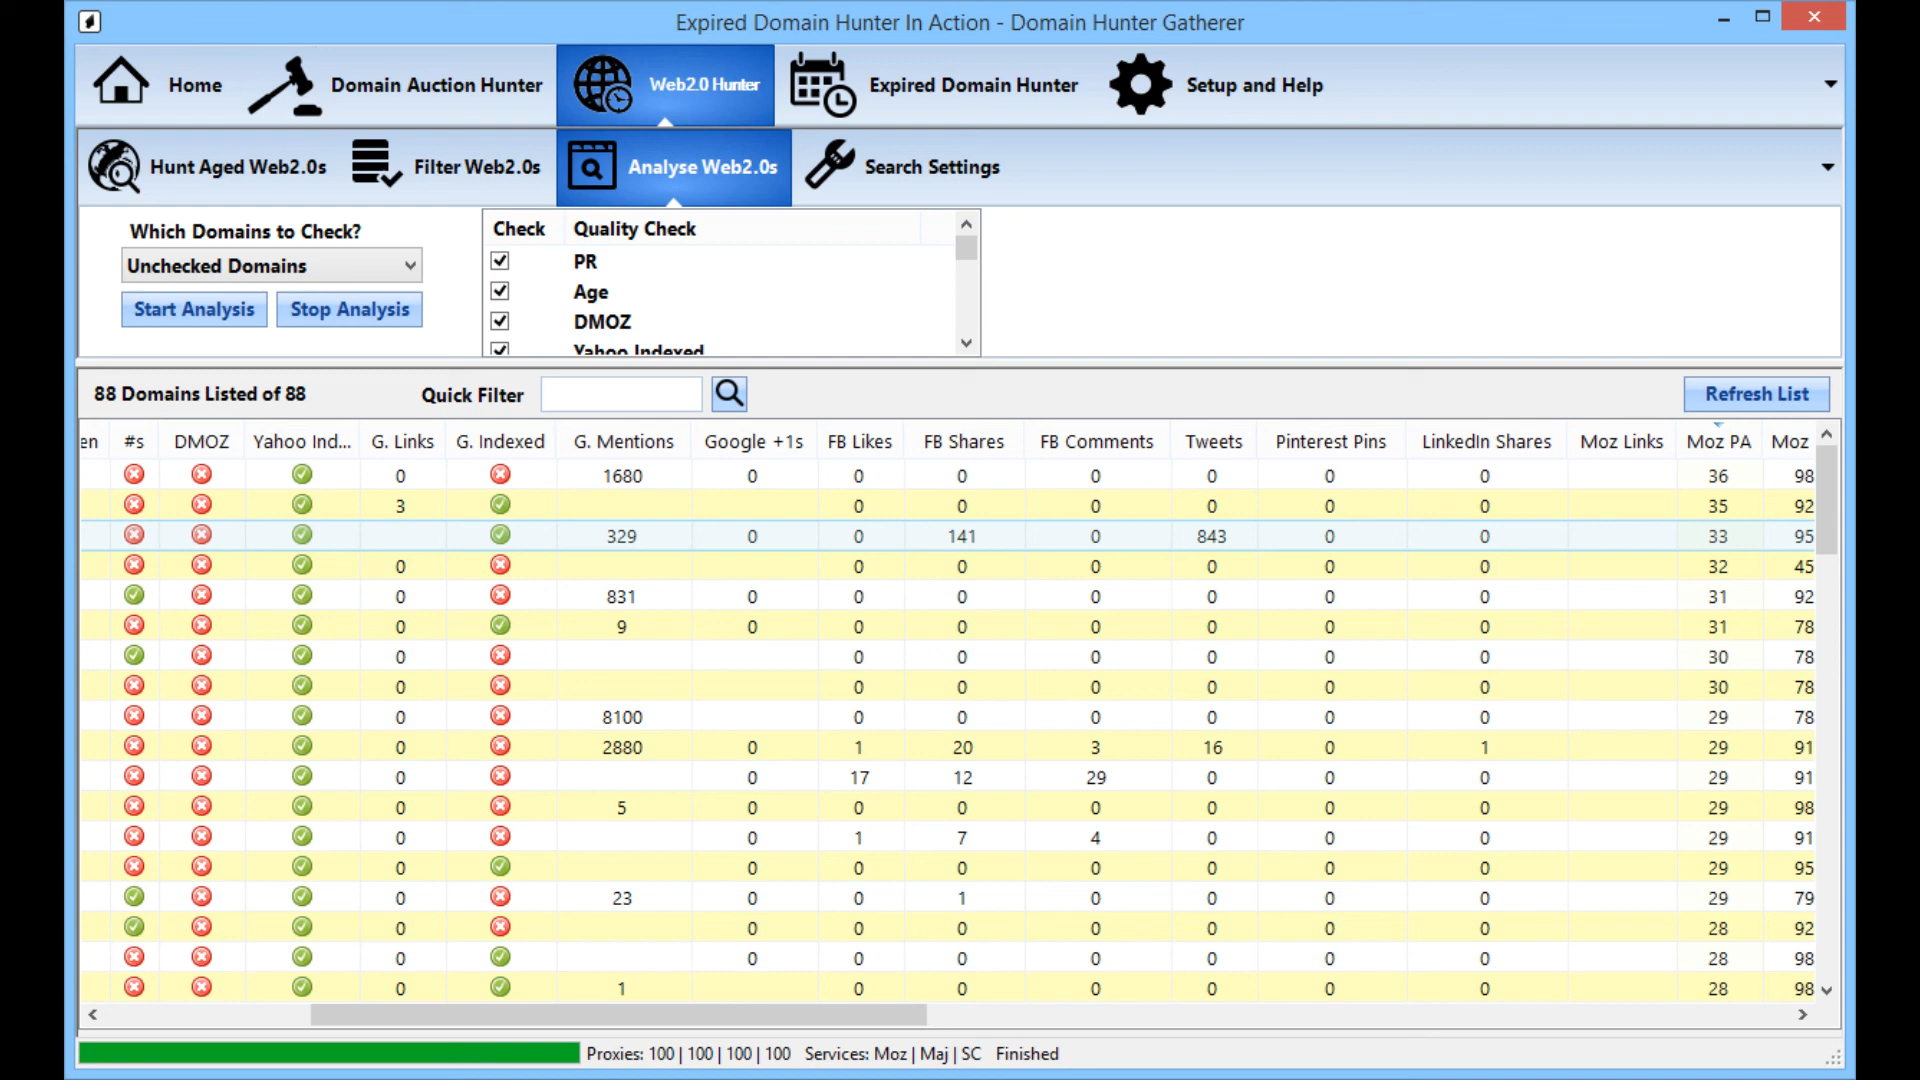 Expired Domain Hunter In Action - Domain Hunter Gatherer
Home Domain Auction Hunter Web2.0 Hunter Expired Domain Hunter Setup and Help
Hunt Aged Web2.0s Filter Web2.0s Analyse Web2.0s Search Settings
Which Domains to Check?
Unchecked Domains
Start Analysis Stop Analysis
Check Quality Check
PR
Age
DMOZ
Yahoo Indexed
88 Domains Listed of 88 Quick Filter Refresh List
en #s DMOZ Yahoo Ind... G. Links G. Indexed G. Mentions Google +1s FB Likes FB Shares FB Comments Tweets Pinterest Pins LinkedIn Shares Moz Links Moz PA Moz
0 1680 0 0 0 0 0 0 0 36 98
3 0 0 0 0 0 0 35 92
329 0 0 141 0 843 0 0 33 95
0 0 0 0 0 0 0 32 45
0 831 0 0 0 0 0 0 0 31 92
0 9 0 0 0 0 0 0 0 31 78
0 0 0 0 0 0 0 30 78
0 0 0 0 0 0 0 30 78
0 8100 0 0 0 0 0 0 29 78
0 2880 0 1 20 3 16 0 1 29 91
0 0 17 12 29 0 0 0 29 91
0 5 0 0 0 0 0 0 0 29 98
0 0 1 7 4 0 0 0 29 91
0 0 0 0 0 0 0 0 29 95
0 23 0 0 1 0 0 0 0 29 79
0 0 0 0 0 0 0 0 28 92
0 0 0 0 0 0 0 0 28 98
0 1 0 0 0 0 0 0 28 98
Proxies: 100 | 100 | 100 | 100 Services: Moz | Maj | SC Finished